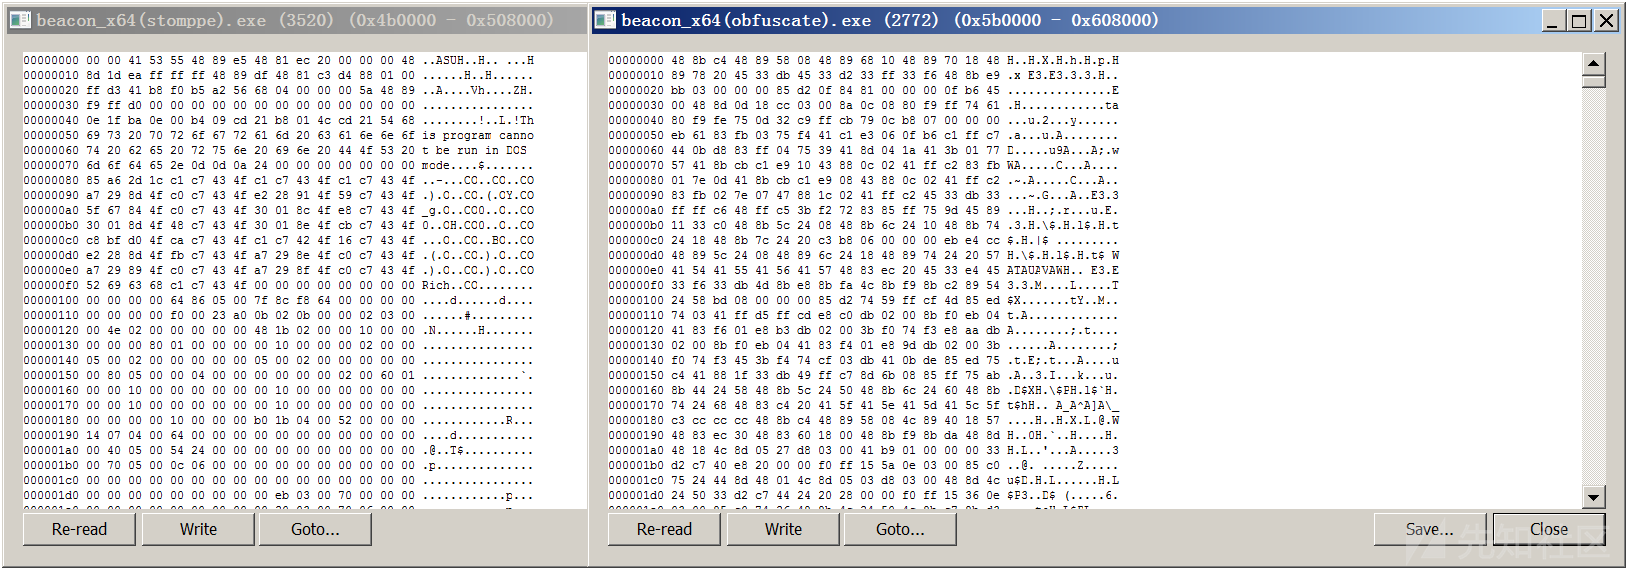 beacon_x64(stomppe).exe (3520) (0x4b0000 - 0x508000)
00000000 00 00 41 53 55 48 89 e5 48 81 ec 20 00 00 00 48 ..ASUH..H.. ...H
00000010 8d 1d ea ff ff ff 48 89 df 48 81 c3 d4 88 01 00 ......H..H......
00000020 ff d3 41 b8 f0 b5 a2 56 68 04 00 00 00 5a 48 89 ..A....Vh....ZH.
00000030 f9 ff d0 00 00 00 00 00 00 00 00 00 00 00 00 00 ................
00000040 0e 1f ba 0e 00 b4 09 cd 21 b8 01 4c cd 21 54 68 ........!..L.!Th
00000050 69 73 20 70 72 6f 67 72 61 6d 20 63 61 6e 6e 6f is program canno
00000060 74 20 62 65 20 72 75 6e 20 69 6e 20 44 4f 53 20 t be run in DOS
00000070 6d 6f 64 65 2e 0d 0d 0a 24 00 00 00 00 00 00 00 mode....$.......
00000080 85 a6 2d 1c c1 c7 43 4f c1 c7 43 4f c1 c7 43 4f ..-...CO..CO..CO
00000090 a7 29 8d 4f c0 c7 43 4f e2 28 91 4f 59 c7 43 4f .).O..CO.(.OY.CO
000000a0 5f 67 84 4f c0 c7 43 4f 30 01 8c 4f e8 c7 43 4f _g.O..CO0..O..CO
000000b0 30 01 8d 4f 48 c7 43 4f 30 01 8e 4f cb c7 43 4f 0..OH.CO0..O..CO
000000c0 c8 bf d0 4f ca c7 43 4f c1 c7 42 4f 16 c7 43 4f ...O..CO..BO..CO
000000d0 e2 28 8d 4f fb c7 43 4f a7 29 8e 4f c0 c7 43 4f .(.O..CO.).O..CO
000000e0 a7 29 89 4f c0 c7 43 4f a7 29 8f 4f c0 c7 43 4f .).O..CO.).O..CO
000000f0 52 69 63 68 c1 c7 43 4f 00 00 00 00 00 00 00 00 Rich..CO........
00000100 00 00 00 00 64 86 05 00 7f 8c f8 64 00 00 00 00 ....d......d....
00000110 00 00 00 00 f0 00 23 a0 0b 02 0b 00 00 02 03 00 ......#.........
00000120 00 4e 02 00 00 00 00 00 48 1b 02 00 00 10 00 00 .N......H.......
00000130 00 00 00 80 01 00 00 00 00 10 00 00 00 02 00 00 ................
00000140 05 00 02 00 00 00 00 00 05 00 02 00 00 00 00 00 ................
00000150 00 80 05 00 00 04 00 00 00 00 00 00 02 00 60 01 ..............`.
00000160 00 00 10 00 00 00 00 00 00 10 00 00 00 00 00 00 ................
00000170 00 00 10 00 00 00 00 00 00 10 00 00 00 00 00 00 ................
00000180 00 00 00 00 10 00 00 00 b0 1b 04 00 52 00 00 00 ............R...
00000190 14 07 04 00 64 00 00 00 00 00 00 00 00 00 00 00 ....d...........
000001a0 00 40 05 00 54 24 00 00 00 00 00 00 00 00 00 00 .@..T$..........
000001b0 00 70 05 00 0c 06 00 00 00 00 00 00 00 00 00 00 .p..............
000001c0 00 00 00 00 00 00 00 00 00 00 00 00 00 00 00 00 ................
000001d0 00 00 00 00 00 00 00 00 00 eb 03 00 70 00 00 00 ............p...
Re-read
Write
Goto...
beacon_x64(obfuscate).exe (2772) (0x5b0000 - 0x608000)
00000000 48 8b c4 48 89 58 08 48 89 68 10 48 89 70 18 48 H..H.X.H.h.H.p.H
00000010 89 78 20 45 33 db 45 33 d2 33 ff 33 f6 48 8b e9 .x E3.E3.3.3.H..
00000020 bb 03 00 00 00 85 d2 0f 84 81 00 00 00 0f b6 45 ...............E
00000030 00 48 8d 0d 18 cc 03 00 8a 0c 08 80 f9 ff 74 61 .H............ta
00000040 80 f9 fe 75 0d 32 c9 ff cb 79 0c b8 07 00 00 00 ...u.2...y......
00000050 eb 61 83 fb 03 75 f4 41 c1 e3 06 0f b6 c1 ff c7 .a...u.A........
00000060 44 0b d8 83 ff 04 75 39 41 8d 04 1a 41 3b 01 77 D.....u9A...A;.w
00000070 57 41 8b cb c1 e9 10 43 88 0c 02 41 ff c2 83 fb WA.....C...A....
00000080 01 7e 0d 41 8b cb c1 e9 08 43 88 0c 02 41 ff c2 .~.A.....C...A..
00000090 83 fb 02 7e 07 47 88 1c 02 41 ff c2 45 33 db 33 ...~.G...A..E3.3
000000a0 ff ff c6 48 ff c5 3b f2 72 83 85 ff 75 9d 45 89 ...H..;.r...u.E.
000000b0 11 33 c0 48 8b 5c 24 08 48 8b 6c 24 10 48 8b 74 .3.H.\$.H.l$.H.t
000000c0 24 18 48 8b 7c 24 20 c3 b8 06 00 00 00 eb e4 cc $.H.|$ .........
000000d0 48 89 5c 24 08 48 89 6c 24 18 48 89 74 24 20 57 H.\$.H.l$.H.t$ W
000000e0 41 54 41 55 41 56 41 57 48 83 ec 20 45 33 e4 45 ATAUAVAWH.. E3.E
000000f0 33 f6 33 db 4d 8b e8 8b fa 4c 8b f9 8b c2 89 54 3.3.M....L.....T
00000100 24 58 bd 08 00 00 00 85 d2 74 59 ff cf 4d 85 ed $X.......tY..M..
00000110 74 03 41 ff d5 ff cd e8 c0 db 02 00 8b f0 eb 04 t.A.............
00000120 41 83 f6 01 e8 b3 db 02 00 3b f0 74 f3 e8 aa db A........;.t....
00000130 02 00 8b f0 eb 04 41 83 f4 01 e8 9d db 02 00 3b ......A........;
00000140 f0 74 f3 45 3b f4 74 cf 03 db 41 0b de 85 ed 75 .t.E;.t...A....u
00000150 c4 41 88 1f 33 db 49 ff c7 8d 6b 08 85 ff 75 ab .A..3.I...k...u.
00000160 8b 44 24 58 48 8b 5c 24 50 48 8b 6c 24 60 48 8b .D$XH.\$PH.l$`H.
00000170 74 24 68 48 83 c4 20 41 5f 41 5e 41 5d 41 5c 5f t$hH.. A_A^A]A\_
00000180 c3 cc cc cc 48 8b c4 48 89 58 08 4c 89 40 18 57 ....H..H.X.L.@.W
00000190 48 83 ec 30 48 83 60 18 00 48 8b f9 8b da 48 8d H..0H.`..H....H.
000001a0 48 18 4c 8d 05 27 d8 03 00 41 b9 01 00 00 00 33 H.L..'...A.....3
000001b0 d2 c7 40 e8 20 00 00 00 f0 ff 15 5a 0e 03 00 85 c0 ..@. ......Z.....
000001c0 75 24 44 8d 48 01 4c 8d 05 03 d8 03 00 48 8d 4c u$D.H.L......H.L
000001d0 24 50 33 d2 c7 44 24 20 28 00 00 f0 ff 15 36 0e $P3..D$ (.....6.
Re-read
Write
Goto...
Save...
Close
先知社区